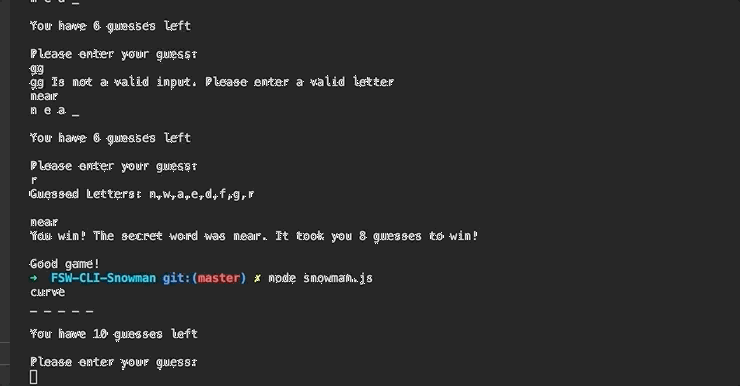 You have 6 guesses left
Please enter your guess:
gg
gg Is not a valid input. Please enter a valid letter
near
n e a _
You have 6 guesses left
Please enter your guess:
r
Guessed Letters: n,w,a,e,d,f,g,r
near
You win! The secret word was near. It took you 8 guesses to win!
Good game!
→ FSW-CLI-Snowman git:(master) ✗ node snowman.js
curve
_ _ _ _ _
You have 10 guesses left
Please enter your guess: